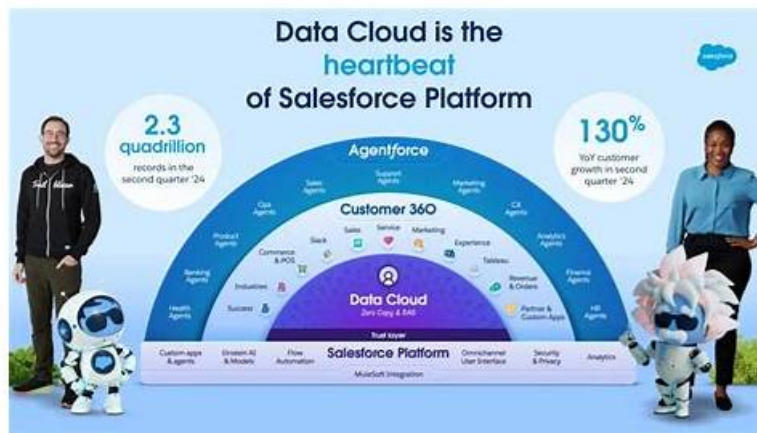 Data Cloud is the
heartbeat
of Salesforce Platform
salesforce
2.3
quadrillion
records in the
second quarter '24
130%
YoY customer
growth in second
quarter '24
Agentforce
Health
Agents
Banking
Agents
Product
Agents
Ops
Agents
Sales
Agents
Support
Agents
Marketing
Agents
CX
Agents
Analytics
Agents
Finance
Agents
HR
Agents
Customer 360
Success
Industries
Commerce
& POS
Slack
Sales
Service
Marketing
Experience
Tableau
Revenue
& Orders
Partner &
Custom Apps
Data Cloud
Zero Copy & RAG
Trust layer
Custom apps
& agents
Einstein AI
& Models
Flow
Automation
Salesforce Platform
Omnichannel
User Interface
Security
& Privacy
Analytics
MuleSoft Integration